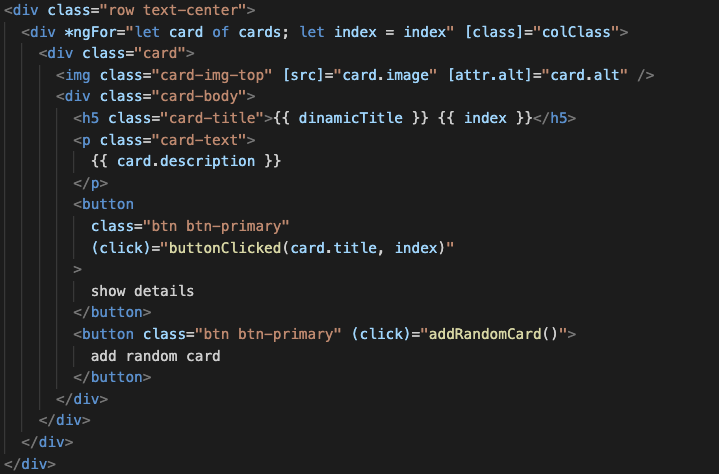 <div class="row text-center">
<div *ngFor="let card of cards; let index = index" [class]="colClass">
<div class="card">
<img class="card-img-top" [src]="card.image" [attr.alt]="card.alt" />
<div class="card-body">
<h5 class="card-title">{{ dinamicTitle }} {{ index }}</h5>
<p class="card-text">
{{ card.description }}
</p>
<button
class="btn btn-primary"
(click)="buttonClicked(card.title, index)"
>
show details
</button>
<button class="btn btn-primary" (click)="addRandomCard()">
add random card
</button>
</div>
</div>
</div>
</div>